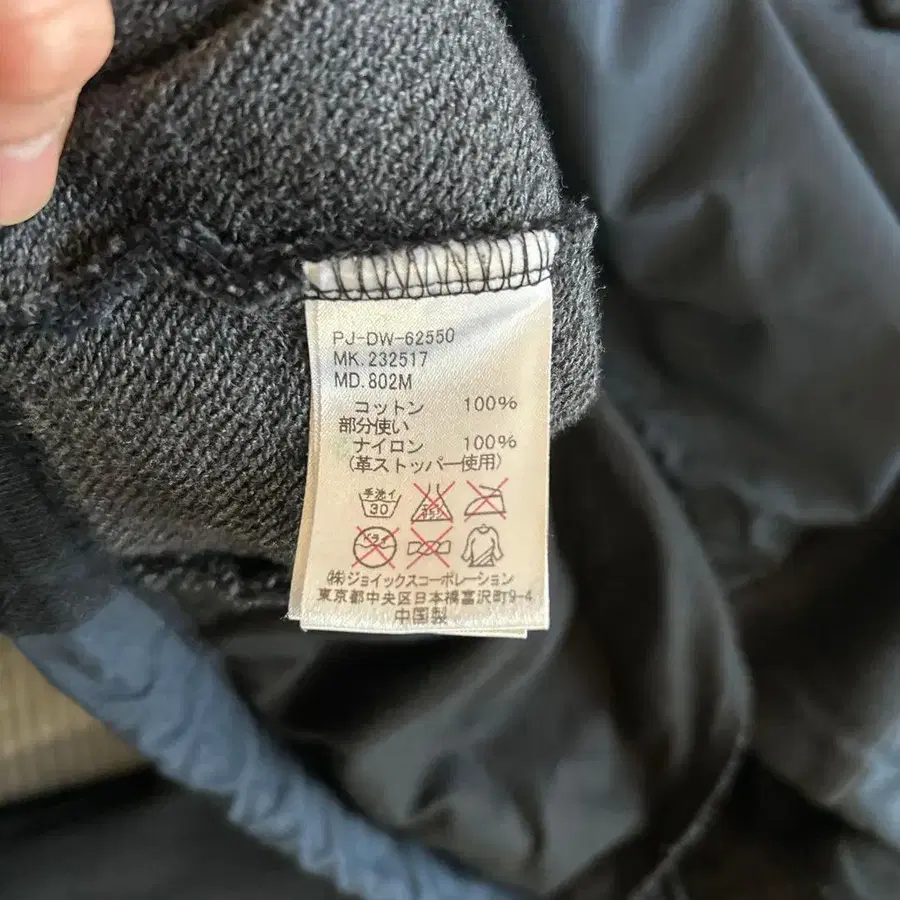 PJ-DW-62550
MK.232517
MD.802M
コットン 100%
部分使い
ナイロン 100%
(革ストッパー使用)
手洗イ
30
ドライ
㈱ジョイックスコーポレーション
東京都中央区日本橋富沢町9-4
中国製